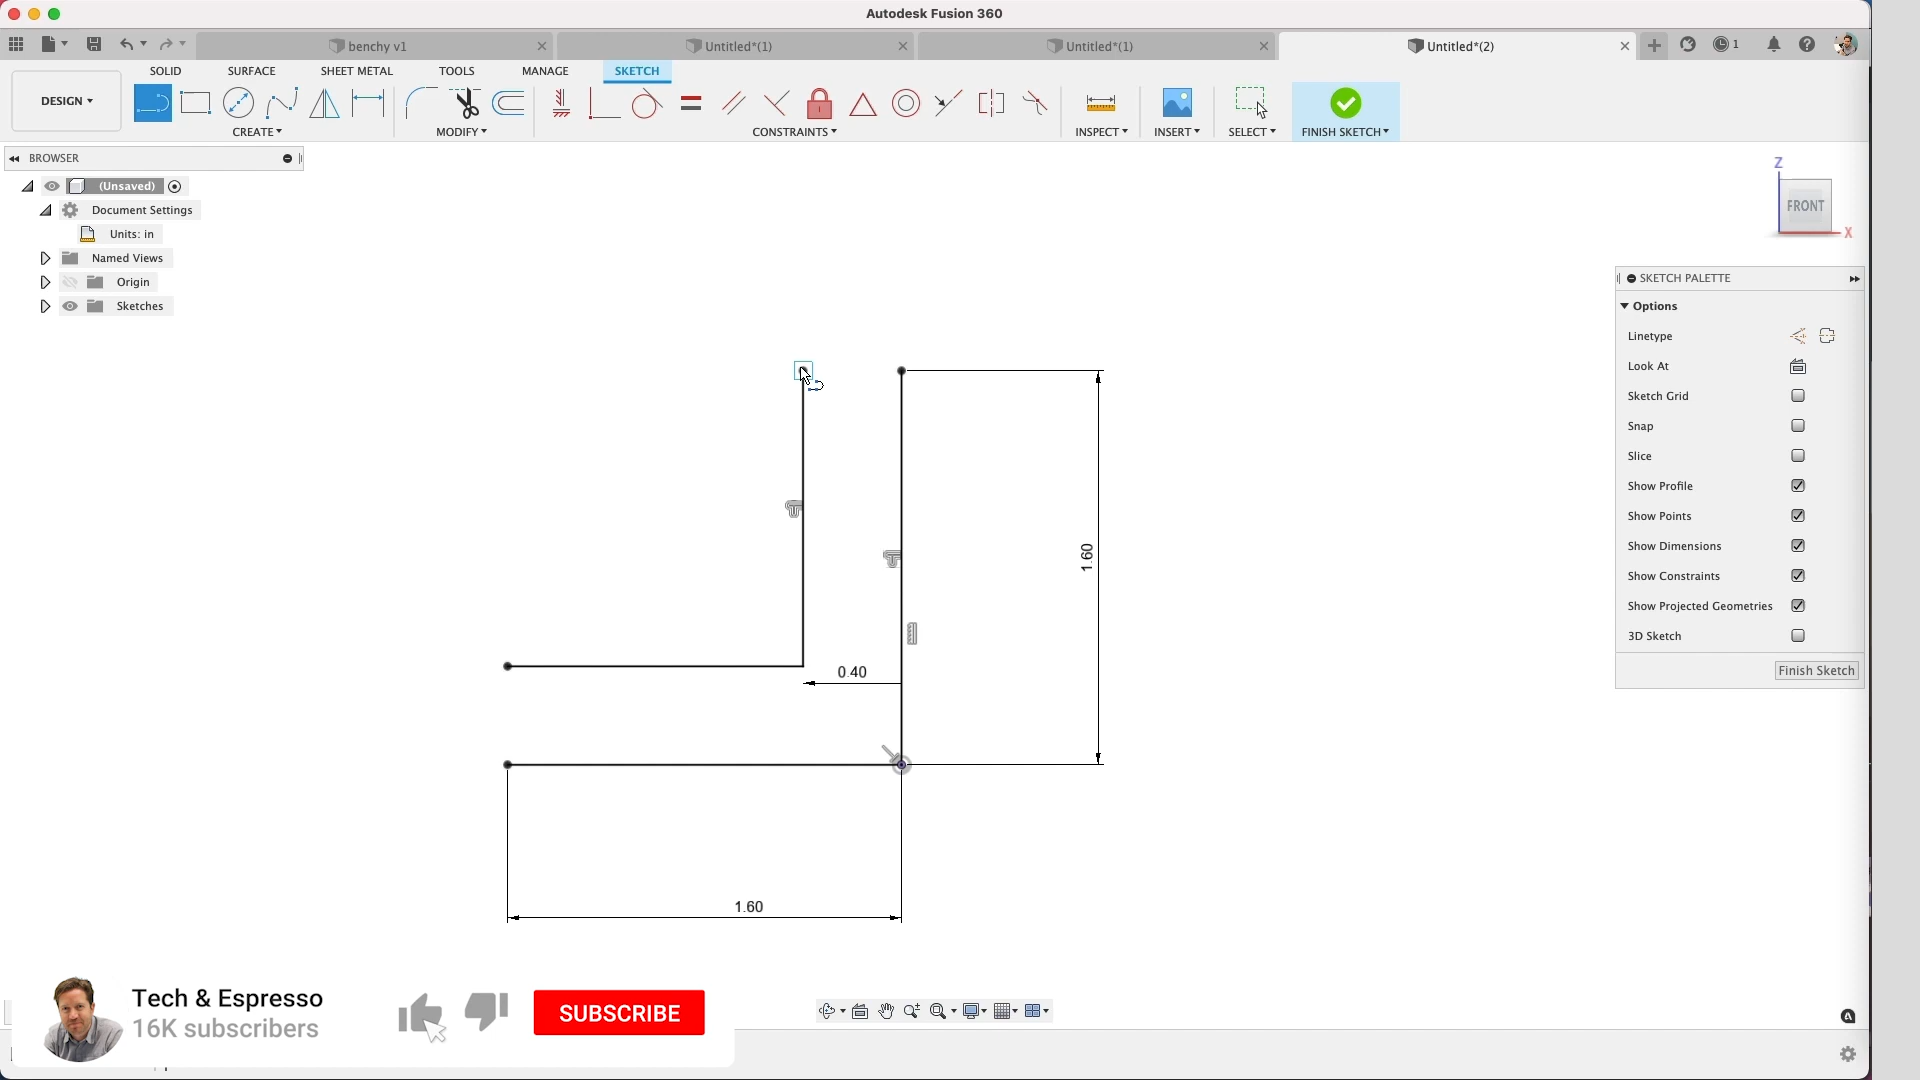 Autodesk Fusion 360
benchy v1
Untitled*(1)
Untitled*(1)
Untitled*(2)
1
SOLID
SURFACE
SHEET METAL
TOOLS
MANAGE
SKETCH
DESIGN
CREATE
MODIFY
CONSTRAINTS
INSPECT
INSERT
SELECT
FINISH SKETCH
BROWSER
(Unsaved)
Document Settings
Units: in
Named Views
Origin
Sketches
Z
FRONT
X
SKETCH PALETTE
Options
Linetype
Look At
Sketch Grid
Snap
Slice
Show Profile
Show Points
Show Dimensions
Show Constraints
Show Projected Geometries
3D Sketch
Finish Sketch
1.60
0.40
1.60
Tech & Espresso
16K subscribers
SUBSCRIBE